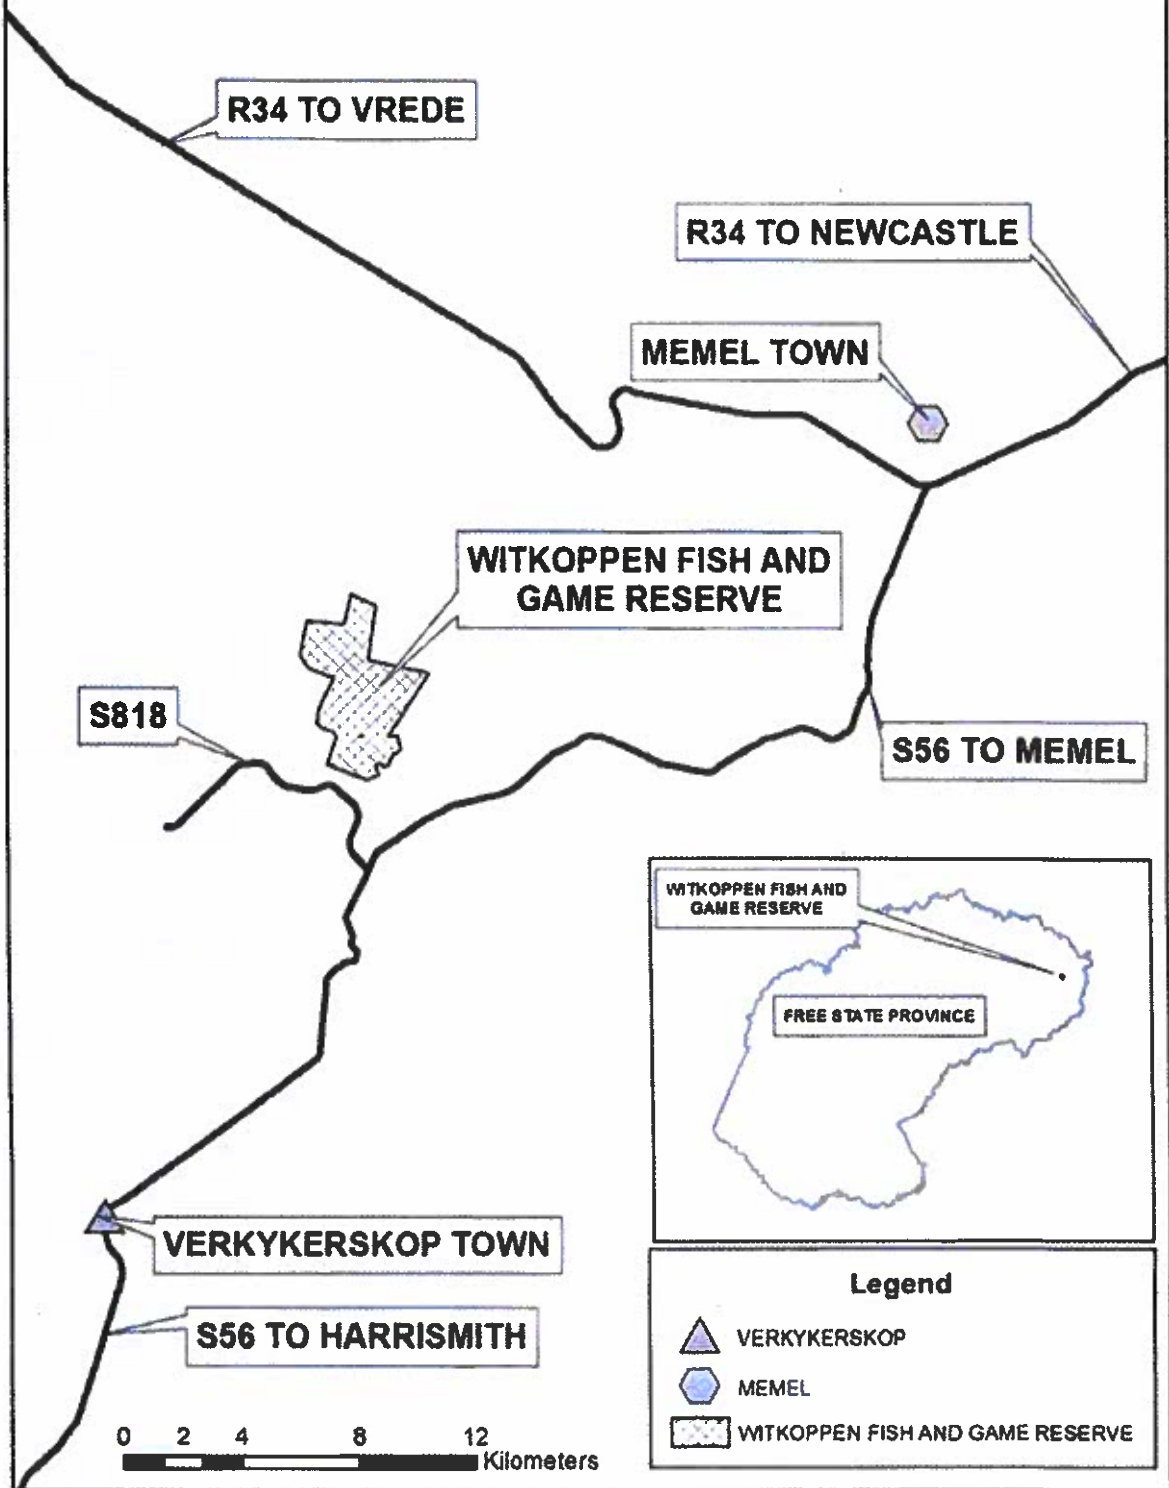 R34 TO VREDE
R34 TO NEWCASTLE
MEMEL TOWN
WITKOPPEN FISH AND
GAME RESERVE
S818
S56 TO MEMEL
WITKOPPEN FISH AND
GAME RESERVE
FREE STATE PROVINCE
VERKYKERSKOP TOWN
S56 TO HARRISMITH
Legend
VERKYKERSKOP
MEMEL
WITKOPPEN FISH AND GAME RESERVE
0 2 4 8 12
Kilometers